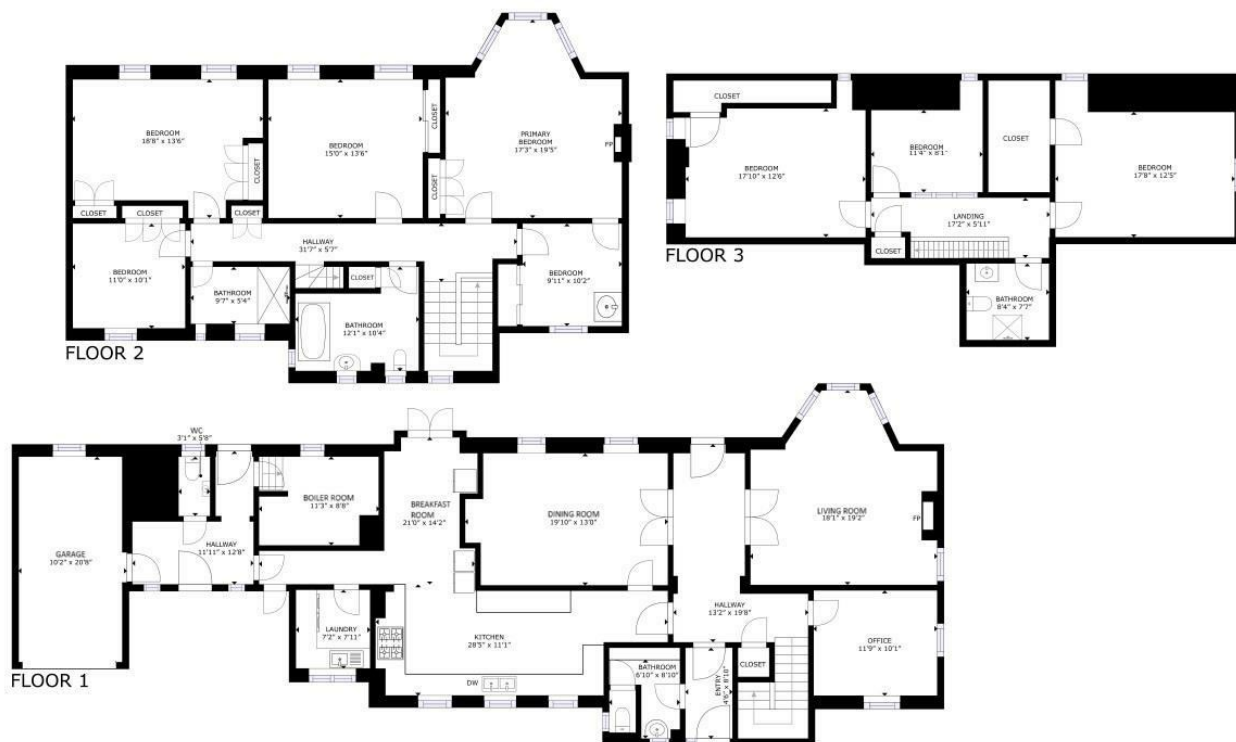 BEDROOM
18'8" x 13'6"
CLOSET
CLOSET
CLOSET
CLOSET
BEDROOM
15'0" x 13'6"
CLOSET
CLOSET
PRIMARY
BEDROOM
17'3" x 19'5"
FP
HALLWAY
31'7" x 5'7"
BEDROOM
11'0" x 10'1"
BATHROOM
9'7" x 5'4"
CLOSET
BATHROOM
12'1" x 10'4"
BEDROOM
9'11" x 10'2"
FLOOR 2
CLOSET
BEDROOM
17'10" x 12'6"
BEDROOM
11'4" x 8'1"
CLOSET
BEDROOM
17'8" x 12'5"
LANDING
17'2" x 5'11"
CLOSET
BATHROOM
8'4" x 7'7"
FLOOR 3
WC
3'1" x 5'8"
GARAGE
10'2" x 20'8"
HALLWAY
11'11" x 12'8"
BOILER ROOM
11'3" x 8'8"
BREAKFAST
ROOM
21'0" x 14'2"
DINING ROOM
19'10" x 13'0"
LIVING ROOM
18'1" x 19'2"
FP
LAUNDRY
7'2" x 7'11"
KITCHEN
28'5" x 11'1"
DW
HALLWAY
13'2" x 19'8"
BATHROOM
6'10" x 8'10"
ENTRY
4'6" x 8'10"
CLOSET
OFFICE
11'9" x 10'1"
FLOOR 1